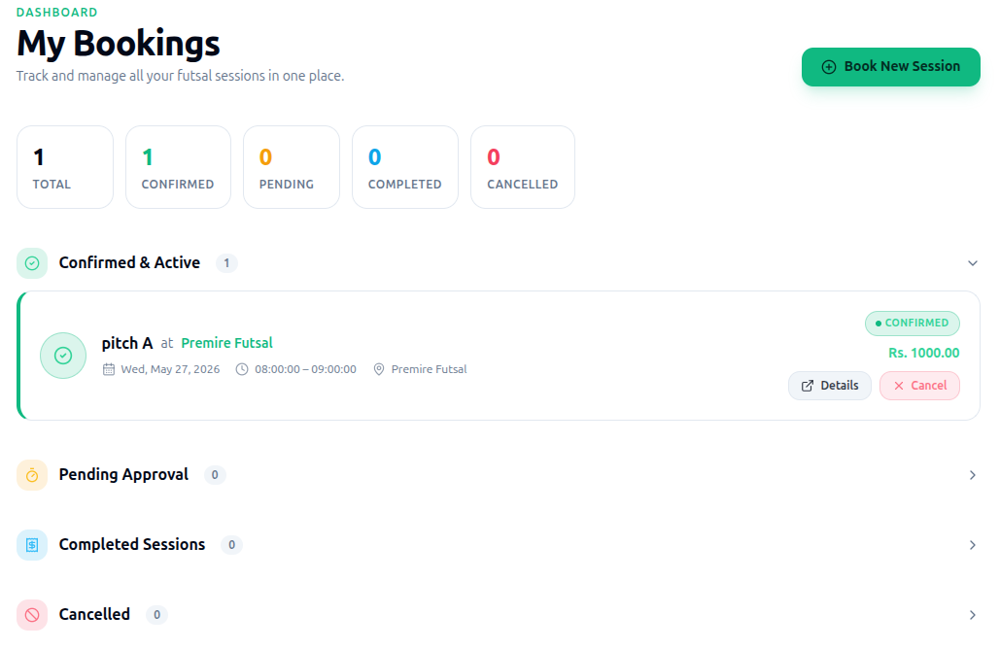 DASHBOARD
My Bookings
Track and manage all your futsal sessions in one place.
Book New Session
1
TOTAL
1
CONFIRMED
0
PENDING
0
COMPLETED
0
CANCELLED
Confirmed & Active 1
pitch A at Premire Futsal
Wed, May 27, 2026 08:00:00 – 09:00:00 Premire Futsal
CONFIRMED
Rs. 1000.00
Details Cancel
Pending Approval 0
Completed Sessions 0
Cancelled 0